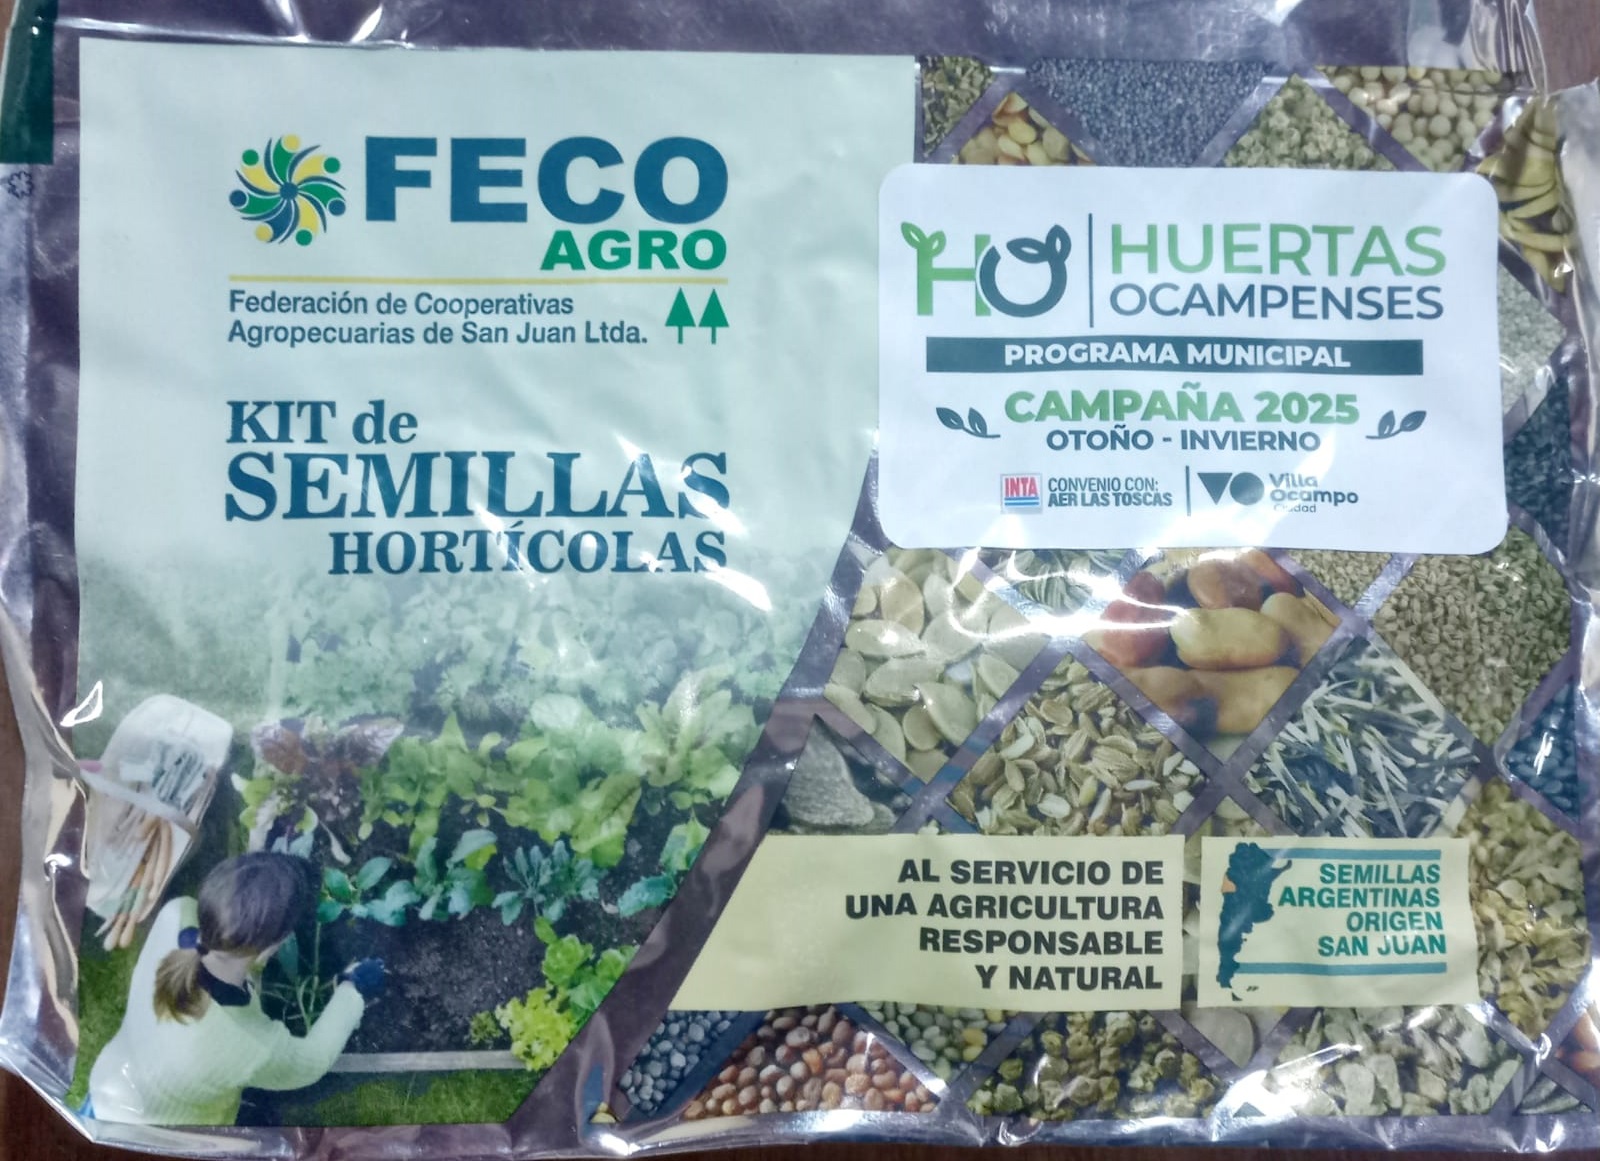 FECO
AGRO
Federación de Cooperativas
Agropecuarias de San Juan Ltda.
KIT de
SEMILLAS
HORTÍCOLAS
HO
HUERTAS
OCAMPENSES
PROGRAMA MUNICIPAL
CAMPAÑA 2025
OTOÑO - INVIERNO
INTA
CONVENIO CON:
AER LAS TOSCAS
VO
Villa
Ocampo
Ciudad
AL SERVICIO DE
UNA AGRICULTURA
RESPONSABLE
Y NATURAL
SEMILLAS
ARGENTINAS
ORIGEN
SAN JUAN